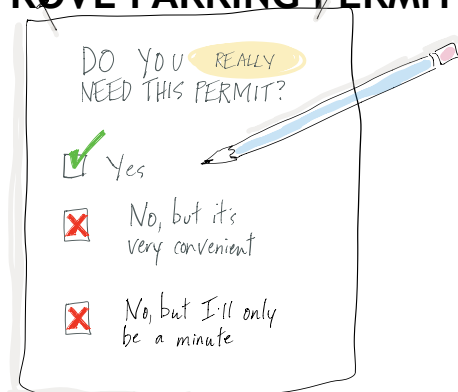 ROVE PARKING PERMIT
DO YOU REALLY
NEED THIS PERMIT?
Yes
No, but it's
very convenient
No, but I'll only
be a minute